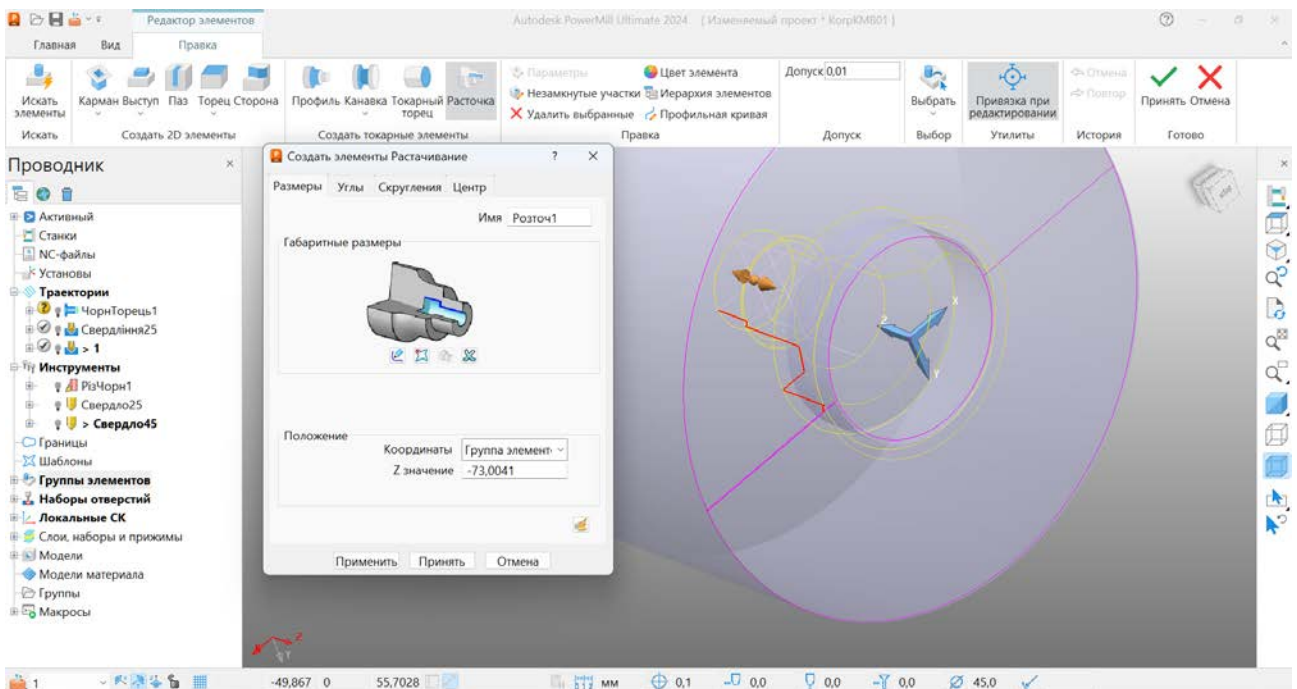 Редактор элементов
Autodesk PowerMill Ultimate 2024 [ Изменяемый проект * KorpKM801 ]
Главная Вид Правка
Искать элементы
Карман Выступ Паз Торец Сторона
Профиль Канавка Токарный торец Расточка
Параметры
Незамкнутые участки
Удалить выбранные
Цвет элемента
Иерархия элементов
Профильная кривая
Допуск 0,01
Выбрать
Привязка при редактировании
Отмена
Повтор
Принять Отмена
Искать Создать 2D элементы Создать токарные элементы Правка Допуск Выбор Утилиты История Готово
Проводник
Активный
Станки
NC-файлы
Установы
Траектории
ЧорнТорець1
Свердління25
> 1
Инструменты
РізЧорн1
Свердло25
> Свердло45
Границы
Шаблоны
Группы элементов
Наборы отверстий
Локальные СК
Слои, наборы и прижимы
Модели
Модели материала
Группы
Макросы
Создать элементы Растачивание ?
Размеры Углы Скругления Центр
Имя Розточ1
Габаритные размеры
Положение
Координаты Группа элемент
Z значение -73,0041
Применить Принять Отмена
X
Z
Y
Z
X
Y
1 -49,867 0 55,7028 мм 0,1 0,0 0,0 0,0 45,0